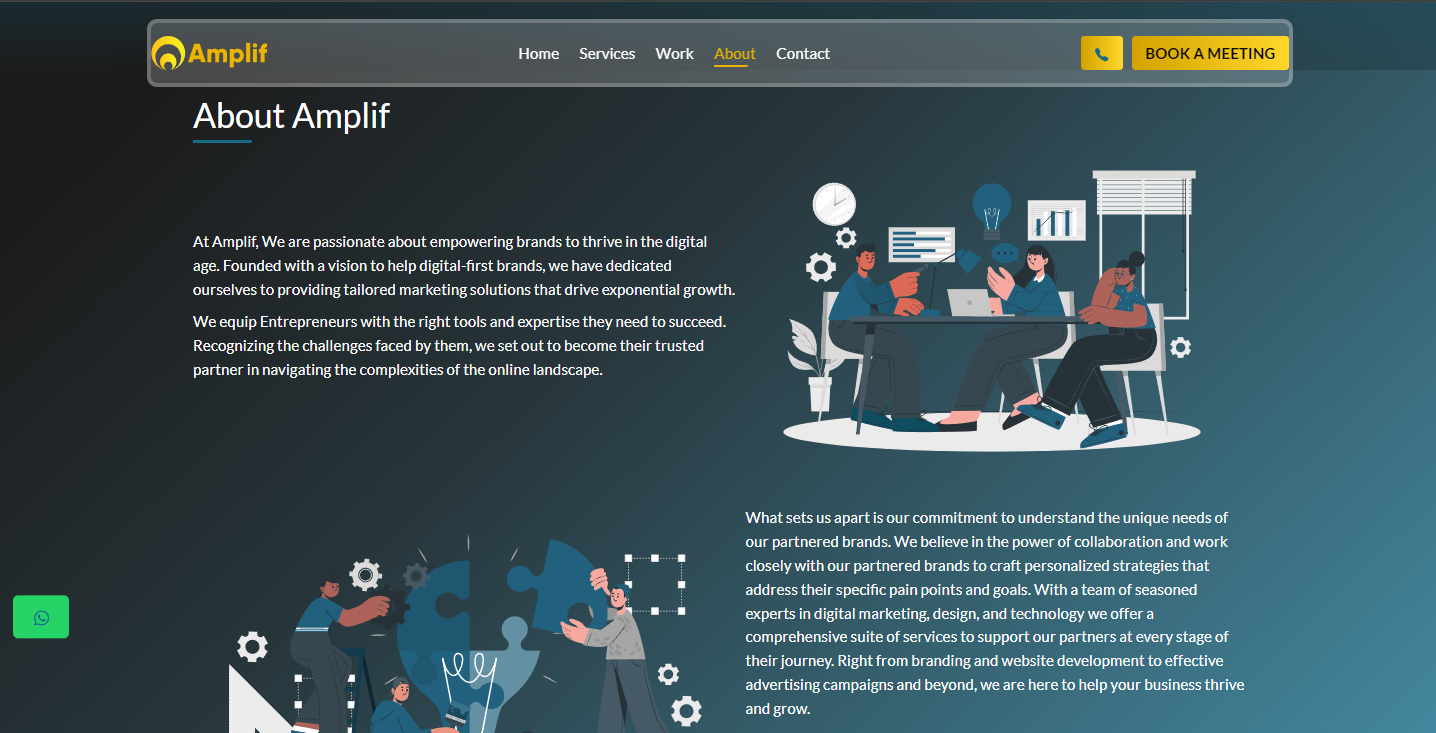 Amplif
Home Services Work About Contact
BOOK A MEETING
About Amplif
At Amplif, We are passionate about empowering brands to thrive in the digital
age. Founded with a vision to help digital-first brands, we have dedicated
ourselves to providing tailored marketing solutions that drive exponential growth.
We equip Entrepreneurs with the right tools and expertise they need to succeed.
Recognizing the challenges faced by them, we set out to become their trusted
partner in navigating the complexities of the online landscape.
What sets us apart is our commitment to understand the unique needs of
our partnered brands. We believe in the power of collaboration and work
closely with our partnered brands to craft personalized strategies that
address their specific pain points and goals. With a team of seasoned
experts in digital marketing, design, and technology we offer a
comprehensive suite of services to support our partners at every stage of
their journey. Right from branding and website development to effective
advertising campaigns and beyond, we are here to help your business thrive
and grow.